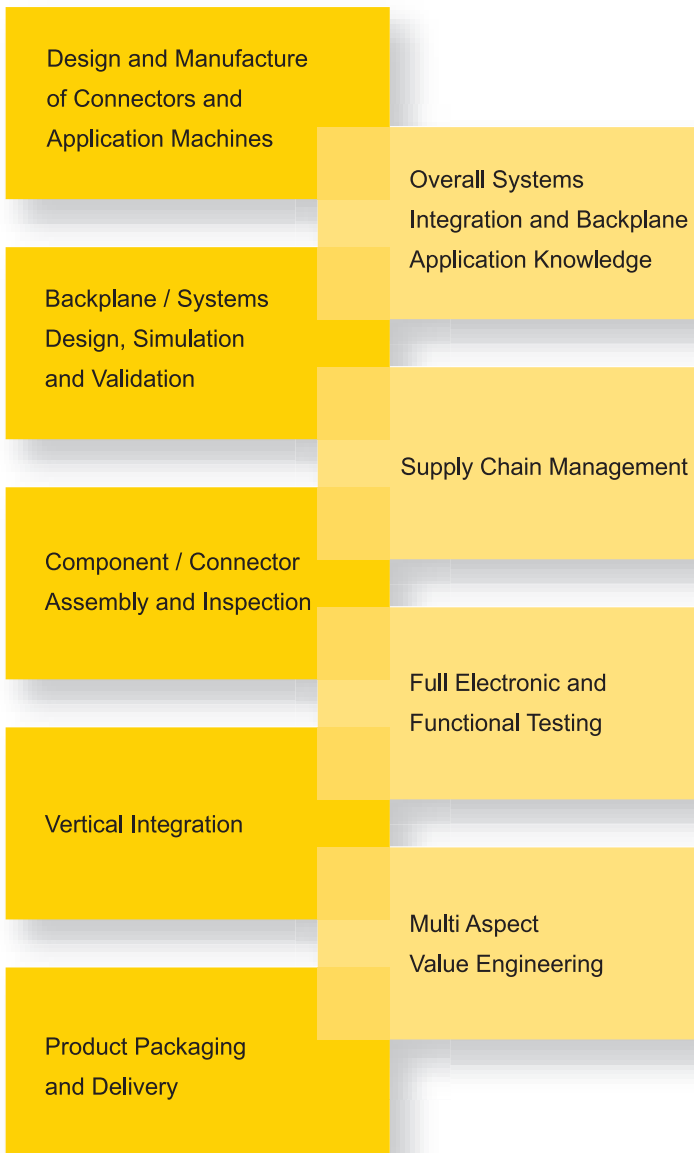 Design and Manufacture
of Connectors and
Application Machines
Overall Systems
Integration and Backplane
Application Knowledge
Backplane / Systems
Design, Simulation
and Validation
Supply Chain Management
Component / Connector
Assembly and Inspection
Full Electronic and
Functional Testing
Vertical Integration
Multi Aspect
Value Engineering
Product Packaging
and Delivery